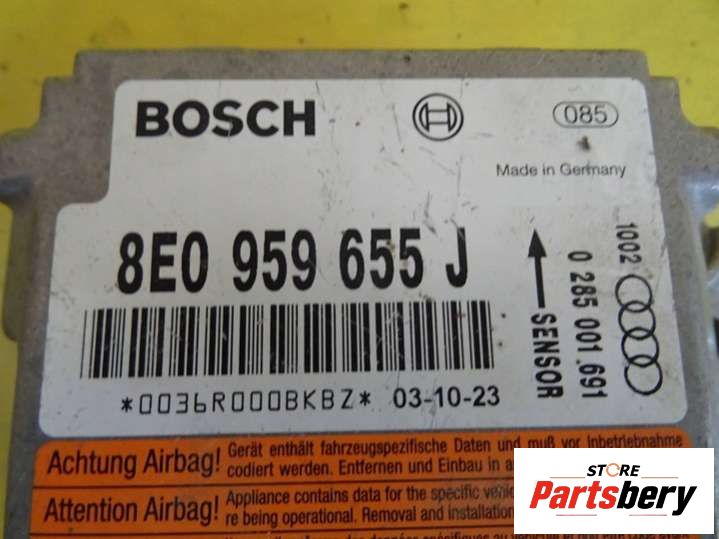 BOSCH
085
Made in Germany
8E0 959 655 J
SENSOR
0 285 001 691
1002
*0036R000BKBZ* 03-10-23
Achtung Airbag! Gerät enthält fahrzeugspezifische Daten und muß vor Inbetriebnahme
codiert werden. Entfernen und Einbau in
Attention Airbag! Appliance contains data for the specific
re being operational. Removal and installation
STORE
Partsbery